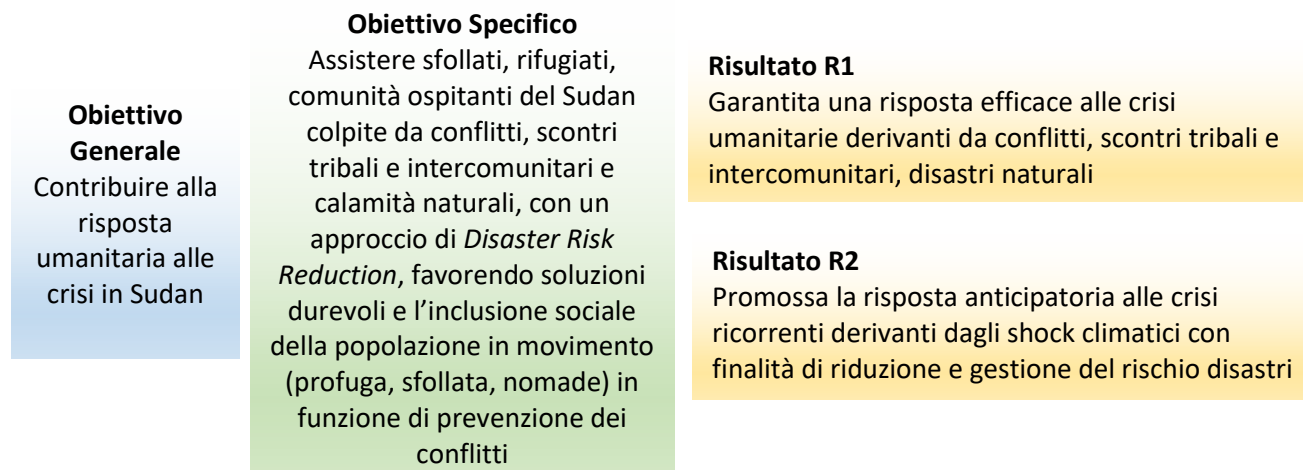 Obiettivo
Generale
Contribuire alla
risposta
umanitaria alle
crisi in Sudan
Obiettivo Specifico
Assistere sfollati, rifugiati,
comunità ospitanti del Sudan
colpite da conflitti, scontri
tribali e intercomunitari e
calamità naturali, con un
approccio di Disaster Risk
Reduction, favorendo soluzioni
durevoli e l’inclusione sociale
della popolazione in movimento
(profuga, sfollata, nomade) in
funzione di prevenzione dei
conflitti
Risultato R1
Garantita una risposta efficace alle crisi
umanitarie derivanti da conflitti, scontri tribali e
intercomunitari, disastri naturali
Risultato R2
Promossa la risposta anticipatoria alle crisi
ricorrenti derivanti dagli shock climatici con
finalità di riduzione e gestione del rischio disastri